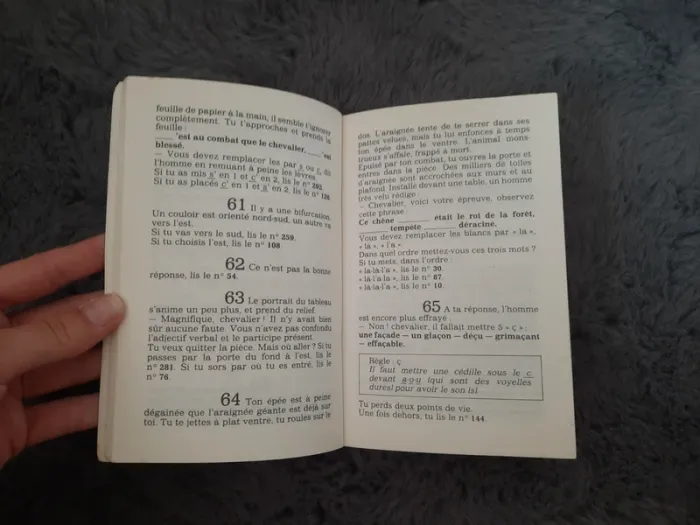 feuille de papier à la main, il semble t'ignorer
complètement. Tu t'approches et prends la
feuille :
____ 'est au combat que le chevalier, ____ 'est
blessé.
— Vous devez remplacer les par s ou c, dit
l'homme en remuant à peine les lèvres.
Si tu as mis s' en 1 et c' en 2, lis le n° 282.
Si tu as placés c' en 1 et s' en 2, lis le n° 136
61 Il y a une bifurcation.
Un couloir est orienté nord-sud, un autre va
vers l'est.
Si tu vas vers le sud, lis le n° 259.
Si tu choisis l'est, lis le n° 108
62 Ce n'est pas la bonne
réponse, lis le n° 54.
63 Le portrait du tableau
s'anime un peu plus, et prend du relief.
— Magnifique, chevalier ! Il n'y avait bien
sûr aucune faute. Vous n'avez pas confondu
l'adjectif verbal et le participe présent.
Tu veux quitter la pièce. Mais où aller ? Si tu
passes par la porte du fond à l'est, lis le
n° 281. Si tu sors par où tu es entré, lis le
n° 76.
64 Ton épée est à peine
dégainée que l'araignée géante est déjà sur
toi. Tu te jettes à plat ventre, tu roules sur le
dos. L'araignée tente de te serrer dans ses
pattes velues, mais tu lui enfonces à temps
ton épée dans le ventre. L'animal mons-
trueux s'affale, frappé à mort.
Épuisé par ton combat, tu ouvres la porte et
entres dans la pièce. Des milliers de toiles
d'araignée sont accrochées aux murs et au
plafond. Installé devant une table, un homme
très velu rédige :
— Chevalier, voici votre épreuve, observez
cette phrase :
Ce chêne ______ était le roi de la forêt,
______ tempête ______ déraciné.
Vous devez remplacer les blancs par « la »,
« là », « l'a ».
Dans quel ordre mettez-vous ces trois mots ?
Si tu mets, dans l'ordre :
« la-là-l'a », lis le n° 30.
« là-la-l'a », lis le n° 87.
« là-l'a-la », lis le n° 10.
65 A ta réponse, l'homme
est encore plus effrayé :
— Non ! chevalier, il fallait mettre 5 « ç » :
une façade — un glaçon — déçu — grimaçant
— effaçable.
Règle : ç
Il faut mettre une cédille sous le c
devant a o u (qui sont des voyelles
dures) pour avoir le son [s].
Tu perds deux points de vie.
Une fois dehors, tu lis le n° 144.